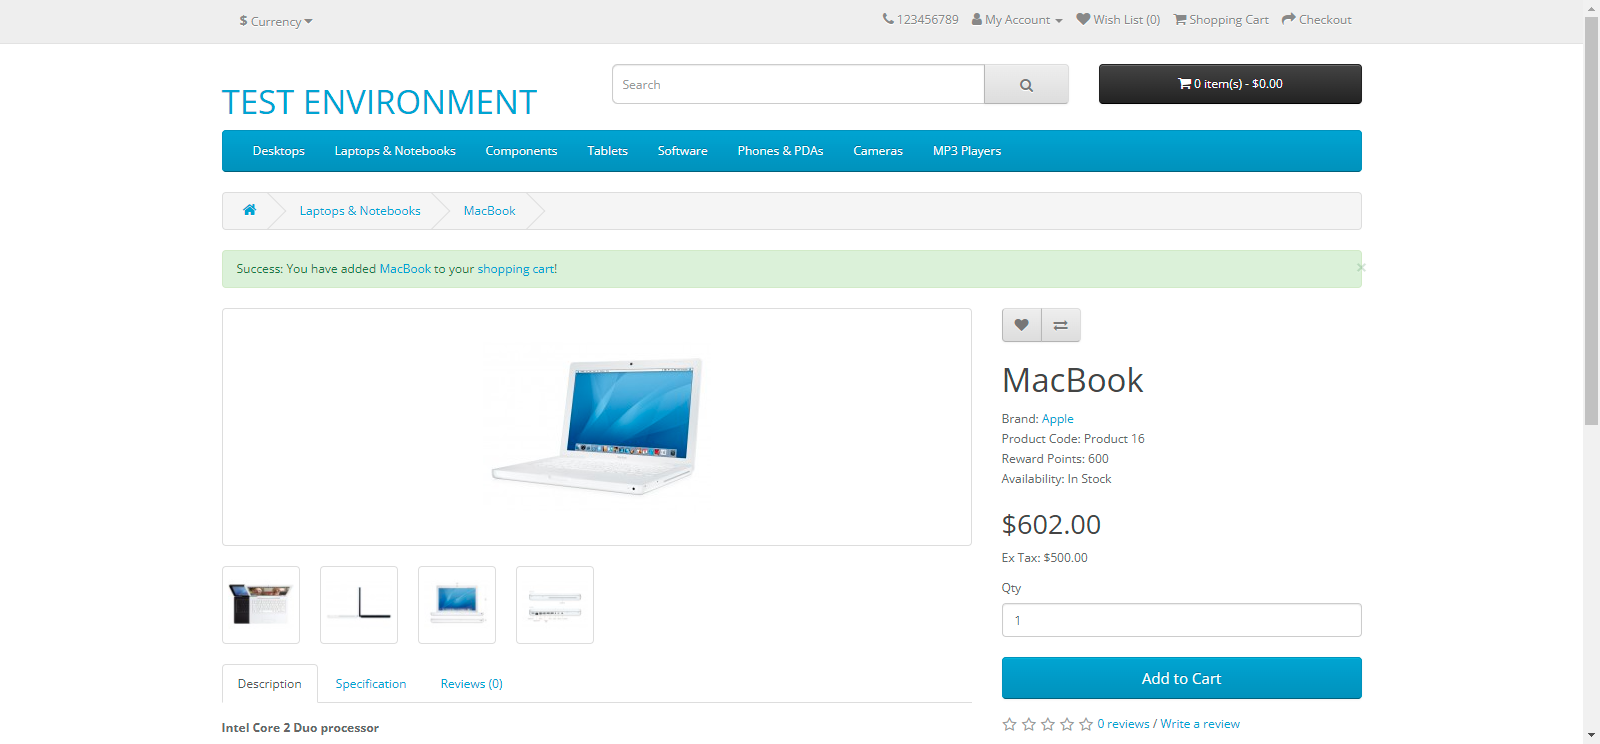 $ Currency
123456789 My Account Wish List (0) Shopping Cart Checkout
TEST ENVIRONMENT
Search
0 item(s) - $0.00
Desktops Laptops & Notebooks Components Tablets Software Phones & PDAs Cameras MP3 Players
Laptops & Notebooks MacBook
Success: You have added MacBook to your shopping cart!
×
MacBook
Brand: Apple
Product Code: Product 16
Reward Points: 600
Availability: In Stock
$602.00
Ex Tax: $500.00
Qty
1
Add to Cart
0 reviews / Write a review
Description Specification Reviews (0)
Intel Core 2 Duo processor